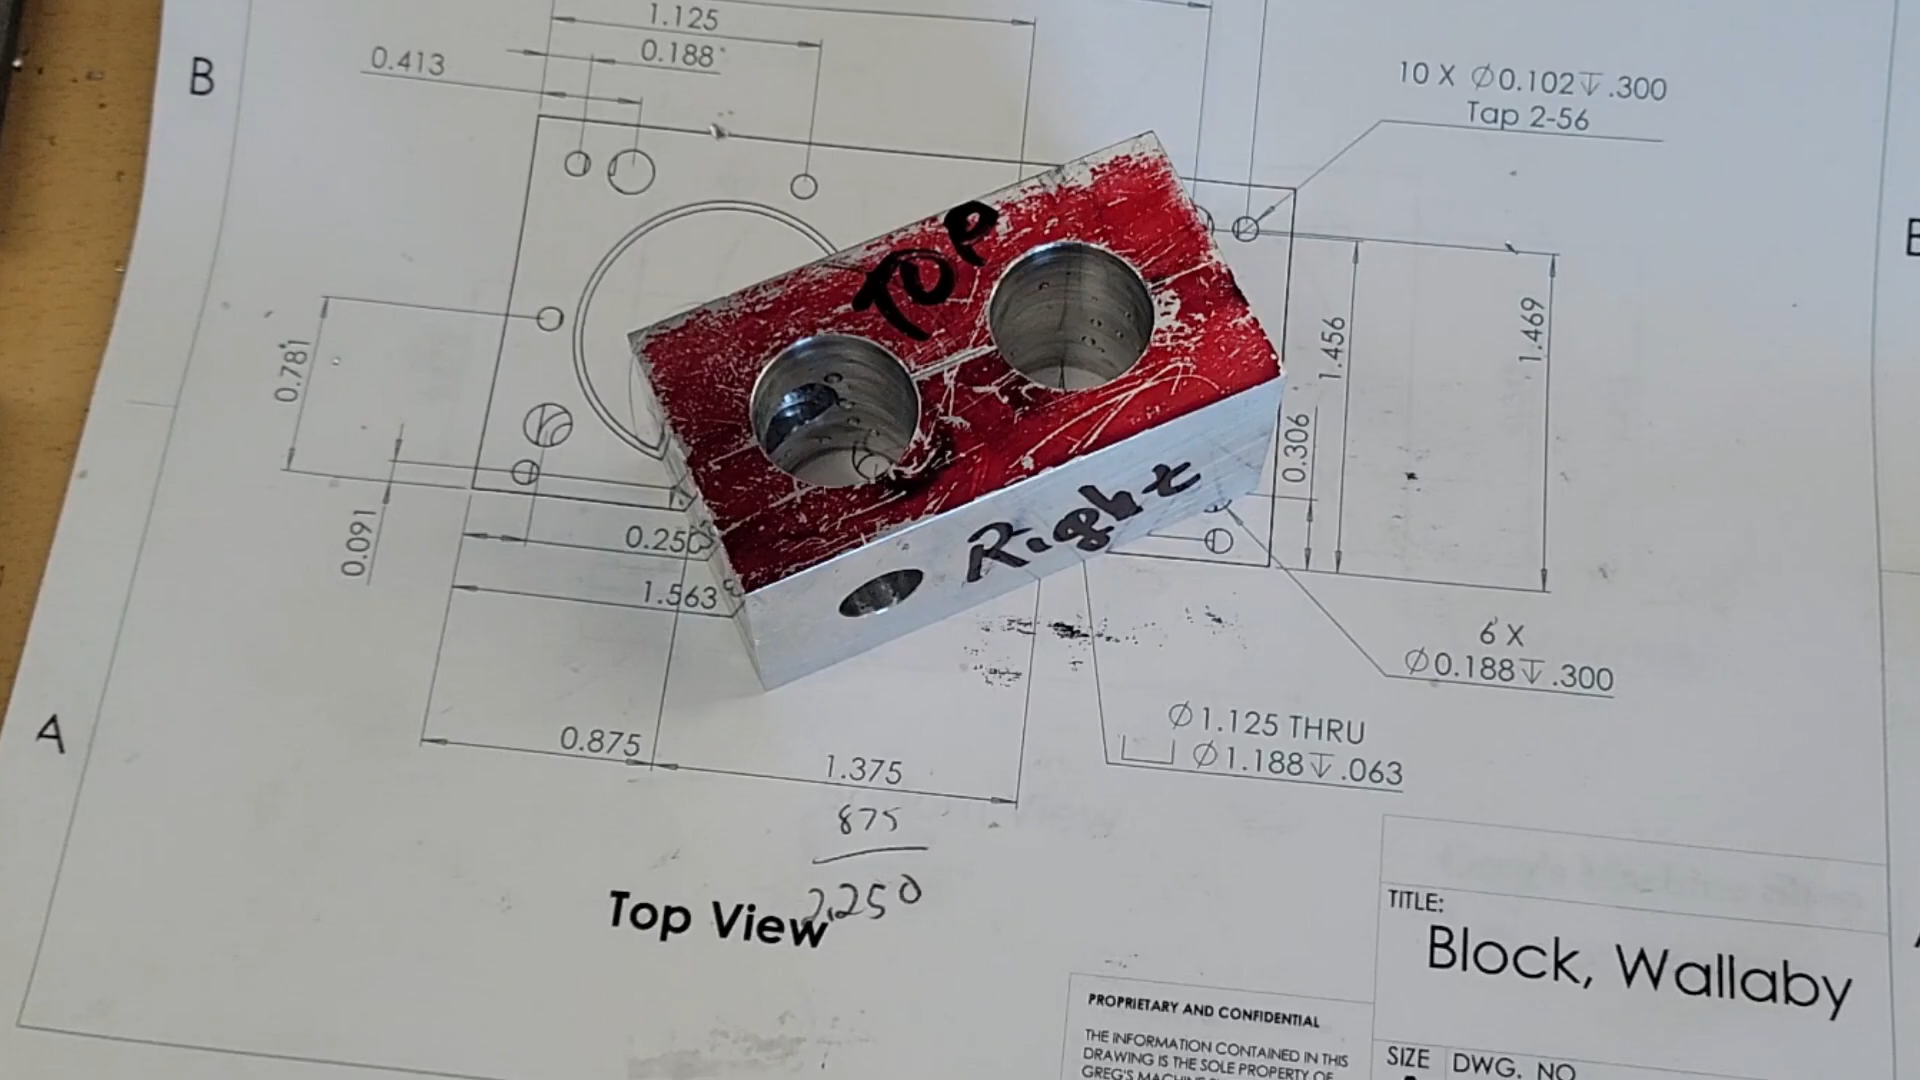 1.125
0.188
0.413
B
10 X ∅0.102↧.300
Tap 2-56
TOP
0.781
1.456
1.469
0.306
Right
0.091
0.250
1.563
6 X
∅0.188↧.300
A
0.875
1.375
∅1.125 THRU
⌴ ∅1.188↧.063
875
2.250
Top View
TITLE:
Block, Wallaby
PROPRIETARY AND CONFIDENTIAL
THE INFORMATION CONTAINED IN THIS
DRAWING IS THE SOLE PROPERTY OF
GREG'S
SIZE DWG. NO